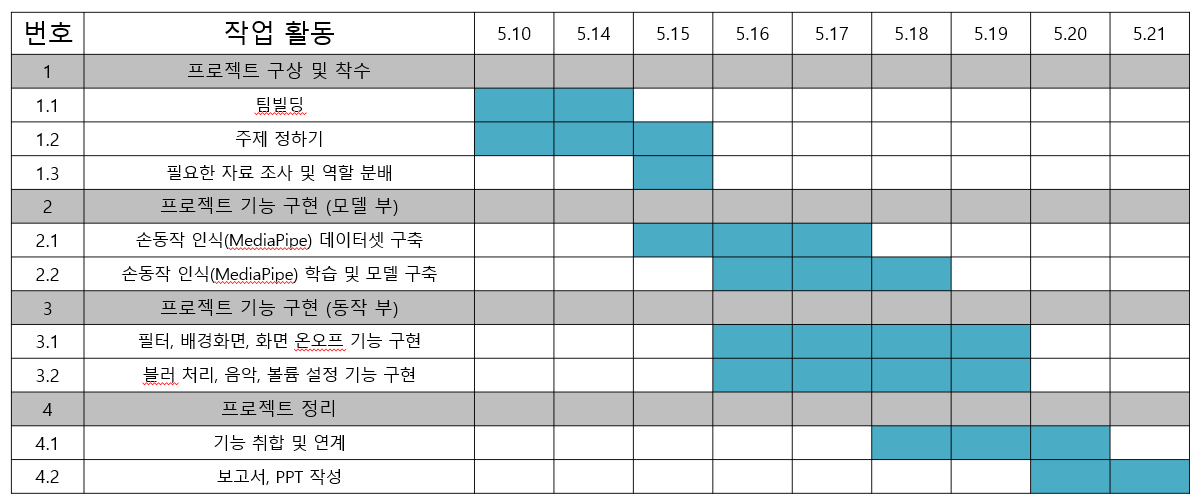 번호 작업 활동 5.10 5.14 5.15 5.16 5.17 5.18 5.19 5.20 5.21
1 프로젝트 구상 및 착수
1.1 팀빌딩
1.2 주제 정하기
1.3 필요한 자료 조사 및 역할 분배
2 프로젝트 기능 구현 (모델 부)
2.1 손동작 인식(MediaPipe) 데이터셋 구축
2.2 손동작 인식(MediaPipe) 학습 및 모델 구축
3 프로젝트 기능 구현 (동작 부)
3.1 필터, 배경화면, 화면 온오프 기능 구현
3.2 블러 처리, 음악, 볼륨 설정 기능 구현
4 프로젝트 정리
4.1 기능 취합 및 연계
4.2 보고서, PPT 작성